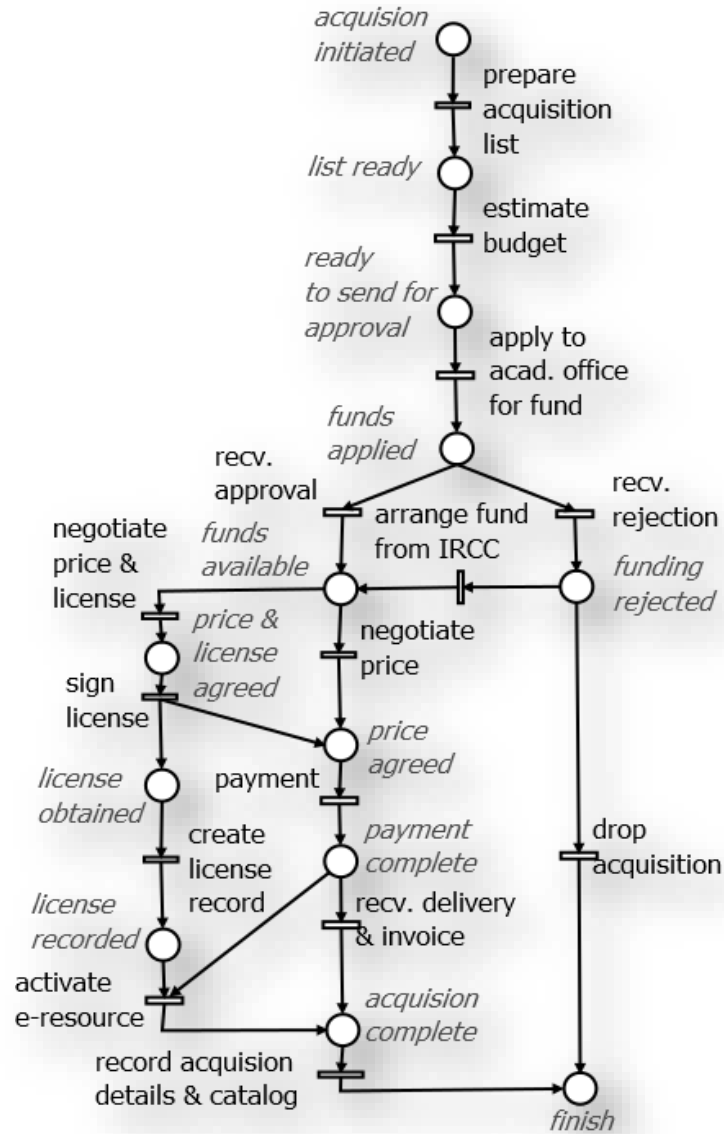 acquision
initiated
prepare
acquisition
list
list ready
estimate
budget
ready
to send for
approval
apply to
acad. office
for fund
funds
applied
recv.
approval
recv.
rejection
arrange fund
from IRCC
negotiate
price &
license
funds
available
funding
rejected
price &
license
agreed
negotiate
price
sign
license
price
agreed
license
obtained
payment
create
license
record
payment
complete
drop
acquisition
license
recorded
recv. delivery
& invoice
activate
e-resource
acquision
complete
record acquision
details & catalog
finish